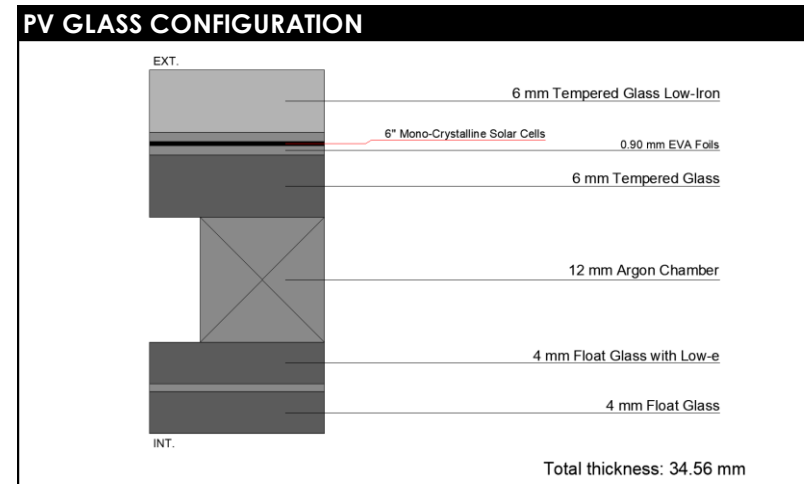 PV GLASS CONFIGURATION
EXT.
6 mm Tempered Glass Low-Iron
6" Mono-Crystalline Solar Cells
0.90 mm EVA Foils
6 mm Tempered Glass
12 mm Argon Chamber
4 mm Float Glass with Low-e
4 mm Float Glass
INT.
Total thickness: 34.56 mm